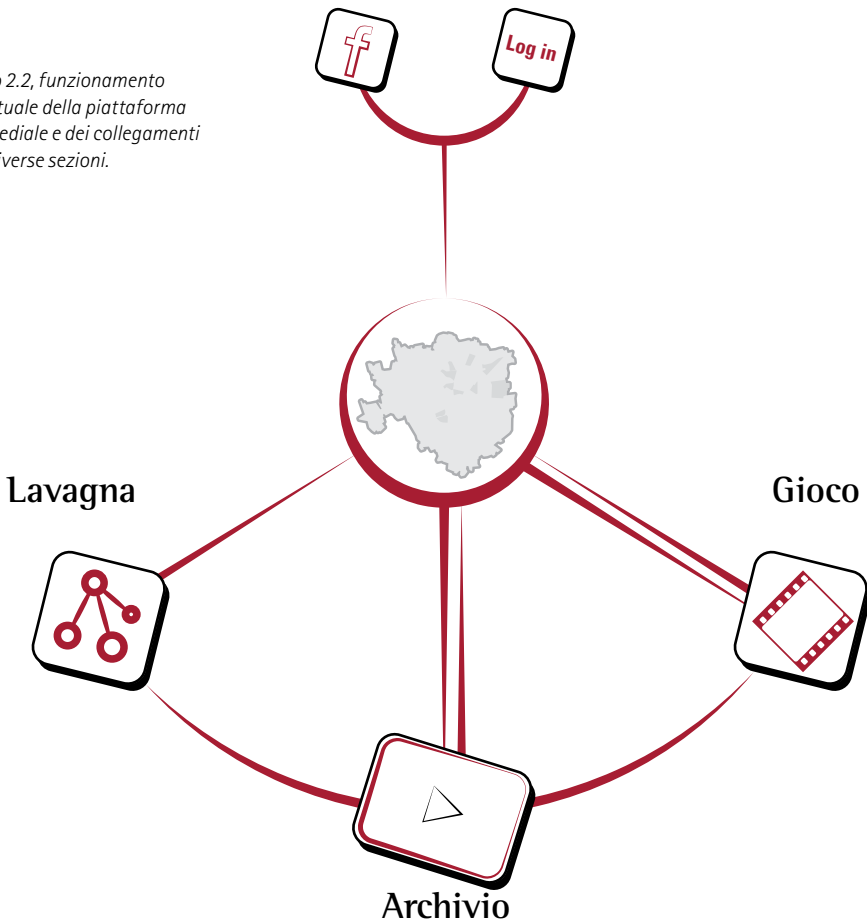 2.2, funzionamento
della piattaforma
e dei collegamenti
sezioni.
f
Log in
Lavagna
Gioco
Archivio